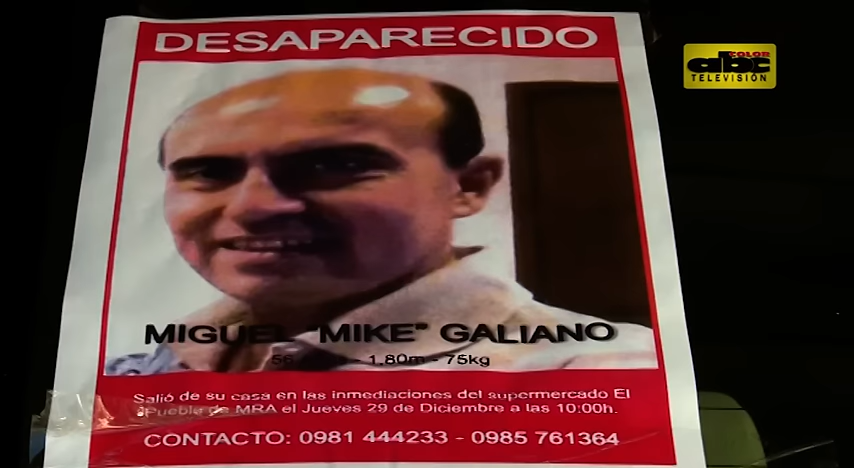 DESAPARECIDO
COLOR
abc
TELEVISIÓN
MIGUEL "MIKE" GALIANO
56 - 1,80m - 75kg
Salió de su casa en las inmediaciones del supermercado El
Pueblo de MRA el Jueves 29 de Diciembre a las 10:00h.
CONTACTO: 0981 444233 - 0985 761364